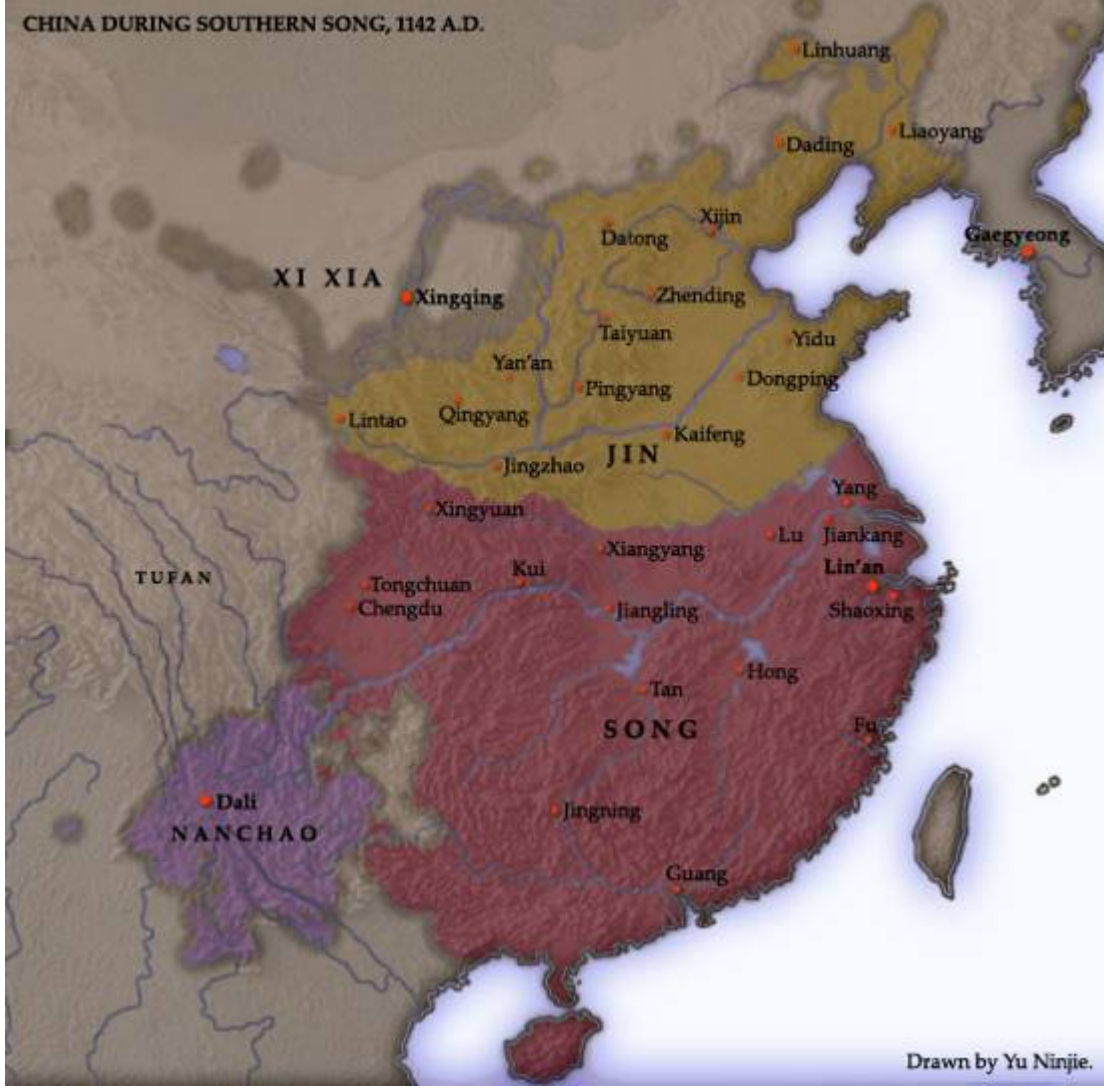 CHINA DURING SOUTHERN SONG, 1142 A.D.
Linhuang
Liaoyang
Dading
Xijin
Datong
Gaegyeong
XI XIA
Xingqing
Zhending
Taiyuan
Yidu
Yan'an
Pingyang
Dongping
Qingyang
Lintao
Kaifeng
JIN
Jingzhao
Yang
Xingyuan
Lu
Jiankang
Xiangyang
Lin'an
Kui
TUFAN
Tongchuan
Chengdu
Jiangling
Shaoxing
Hong
Tan
SONG
Fu
Dali
Jingning
NANCHAO
Guang
Drawn by Yu Ninjie.